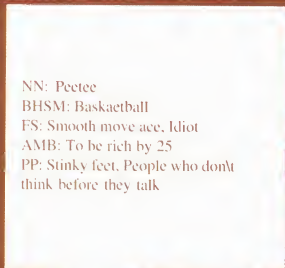 NN: Peetee
BHSM: Baskaetball
FS: Smooth move ace, Idiot
AMB: To be rich by 25
PP: Stinky feet, People who don\t
think before they talk